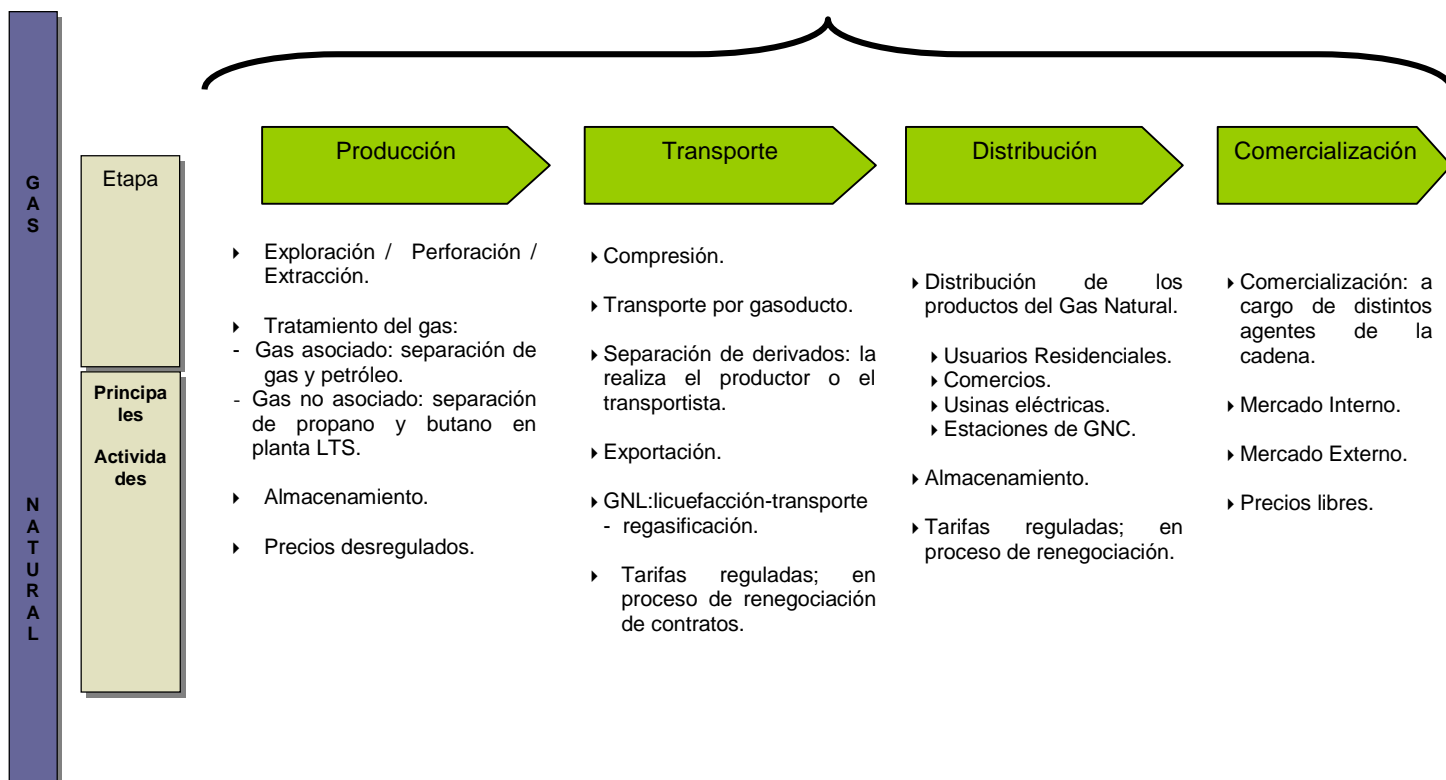 GAS
NATURAL
Etapa
Principa
les
Activida
des
Producción
Exploración / Perforación /
Extracción.
Tratamiento del gas:
- Gas asociado: separación de
gas y petróleo.
- Gas no asociado: separación
de propano y butano en
planta LTS.
Almacenamiento.
Precios desregulados.
Transporte
Compresión.
Transporte por gasoducto.
Separación de derivados: la
realiza el productor o el
transportista.
Exportación.
GNL:licuefacción-transporte
- regasificación.
Tarifas reguladas; en
proceso de renegociación
de contratos.
Distribución
Distribución de los
productos del Gas Natural.
Usuarios Residenciales.
Comercios.
Usinas eléctricas.
Estaciones de GNC.
Almacenamiento.
Tarifas reguladas; en
proceso de renegociación.
Comercialización
Comercialización: a
cargo de distintos
agentes de la
cadena.
Mercado Interno.
Mercado Externo.
Precios libres.